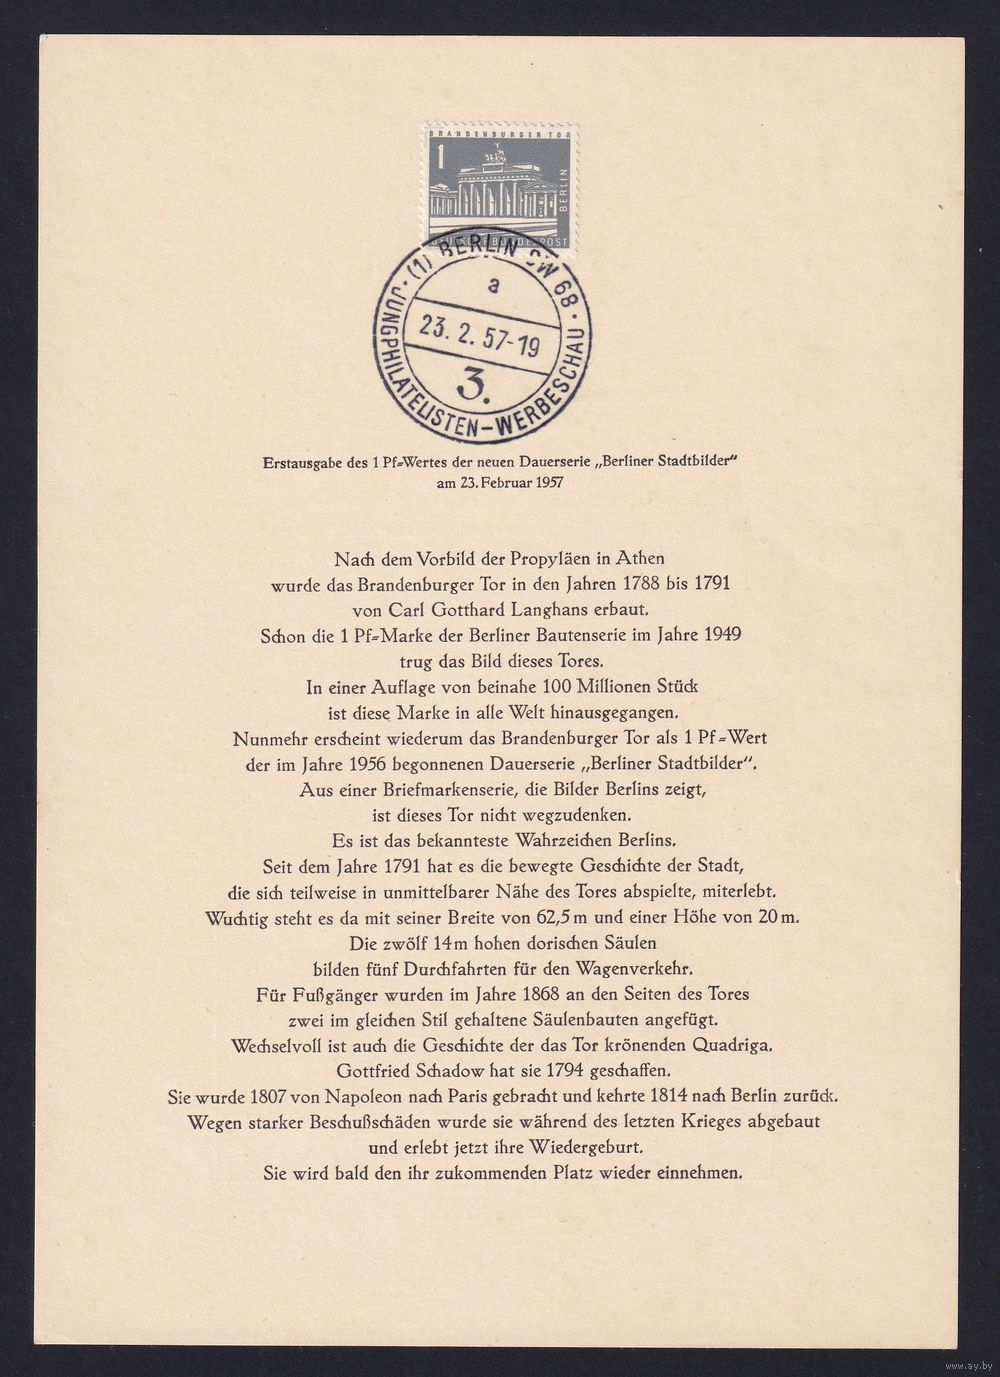 BRANDENBURGER TOR
1
BERLIN
DEUTSCHE BUNDESPOST
(1) BERLIN SW 68 ·
a
23. 2. 57-19
3.
· JUNGPHILATELISTEN-WERBESCHAU
Erstausgabe des 1 Pf=Wertes der neuen Dauerserie „Berliner Stadtbilder"
am 23. Februar 1957
Nach dem Vorbild der Propyläen in Athen
wurde das Brandenburger Tor in den Jahren 1788 bis 1791
von Carl Gotthard Langhans erbaut.
Schon die 1 Pf=Marke der Berliner Bautenserie im Jahre 1949
trug das Bild dieses Tores.
In einer Auflage von beinahe 100 Millionen Stück
ist diese Marke in alle Welt hinausgegangen.
Nunmehr erscheint wiederum das Brandenburger Tor als 1 Pf=Wert
der im Jahre 1956 begonnenen Dauerserie „Berliner Stadtbilder".
Aus einer Briefmarkenserie, die Bilder Berlins zeigt,
ist dieses Tor nicht wegzudenken.
Es ist das bekannteste Wahrzeichen Berlins.
Seit dem Jahre 1791 hat es die bewegte Geschichte der Stadt,
die sich teilweise in unmittelbarer Nähe des Tores abspielte, miterlebt.
Wuchtig steht es da mit seiner Breite von 62,5 m und einer Höhe von 20 m.
Die zwölf 14 m hohen dorischen Säulen
bilden fünf Durchfahrten für den Wagenverkehr.
Für Fußgänger wurden im Jahre 1868 an den Seiten des Tores
zwei im gleichen Stil gehaltene Säulenbauten angefügt.
Wechselvoll ist auch die Geschichte der das Tor krönenden Quadriga.
Gottfried Schadow hat sie 1794 geschaffen.
Sie wurde 1807 von Napoleon nach Paris gebracht und kehrte 1814 nach Berlin zurück.
Wegen starker Beschußschäden wurde sie während des letzten Krieges abgebaut
und erlebt jetzt ihre Wiedergeburt.
Sie wird bald den ihr zukommenden Platz wieder einnehmen.
www.ay.by